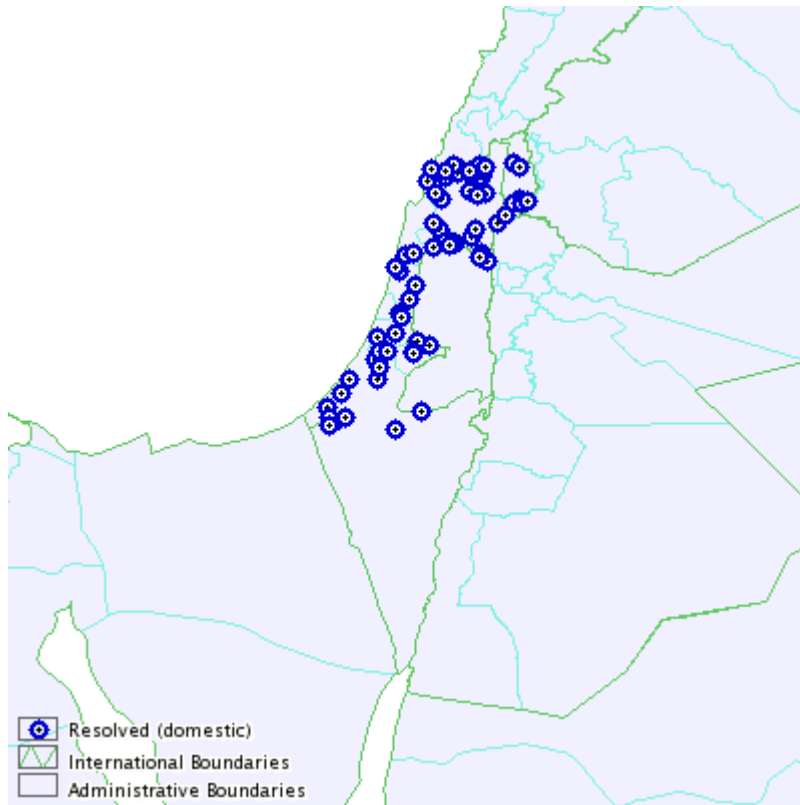 Resolved (domestic)
International Boundaries
Administrative Boundaries